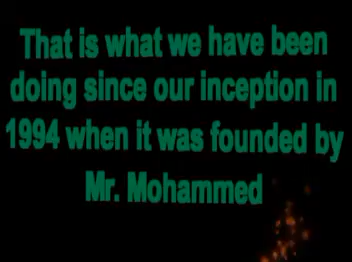 That is what we have been
doing since our inception in
1994 when it was founded by
Mr. Mohammed